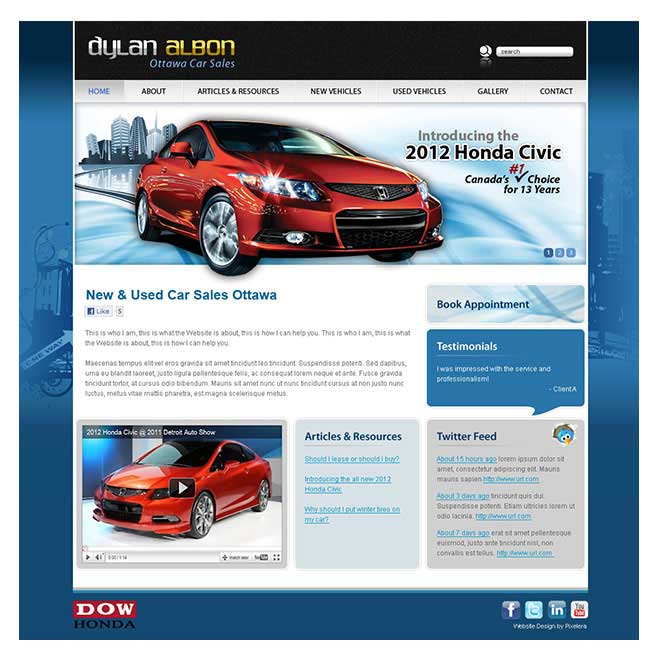 dylan albon
Ottawa Car Sales
search
HOME ABOUT ARTICLES & RESOURCES NEW VEHICLES USED VEHICLES GALLERY CONTACT
Introducing the
2012 Honda Civic
#1
Canada's Choice
for 13 Years
1 2 3
New & Used Car Sales Ottawa
Like 5
This is who I am, this is what the Website is about, this is how I can help you. This is who I am, this is what
the Website is about, this is how I can help you.
Maecenas tempus elit vel eros gravida sit amet tincidunt leo tincidunt. Suspendisse potenti. Sed dapibus,
urna eu blandit laoreet, justo ligula pellentesque felis, ac consequat lorem neque et ante. Fusce gravida
tincidunt tortor, at cursus odio bibendum. Mauris sit amet nunc ut nunc tincidunt cursus at non justo nunc
luctus, metus vitae mattis pharetra, est magna scelerisque metus.
Book Appointment
Testimonials
I was impressed with the service and
professionalism!
- Client A
ONE WAY
2012 Honda Civic @ 2011 Detroit Auto Show
0:00 / 1:14
Watch later
YouTube
Articles & Resources
Should I lease or should I buy?
Introducing the all new 2012
Honda Civic
Why should I put winter tires on
my car?
Twitter Feed
About 15 hours ago lorem ipsum dolor sit
amet, consectetur adipiscing elit. Mauris
mauris sapien http://www.url.com
About 3 days ago tincidunt quis dui.
Suspendisse potenti. Etiam ultricies lorem ut
odio lacinia. http://www.url.com
About 7 days ago erat sit amet pellentesque
euismod, justo ante tincidunt nisl, non
convallis est tellus. http://www.url.com
DOW
HONDA
f t in You Tube
Website Design by Pixelera